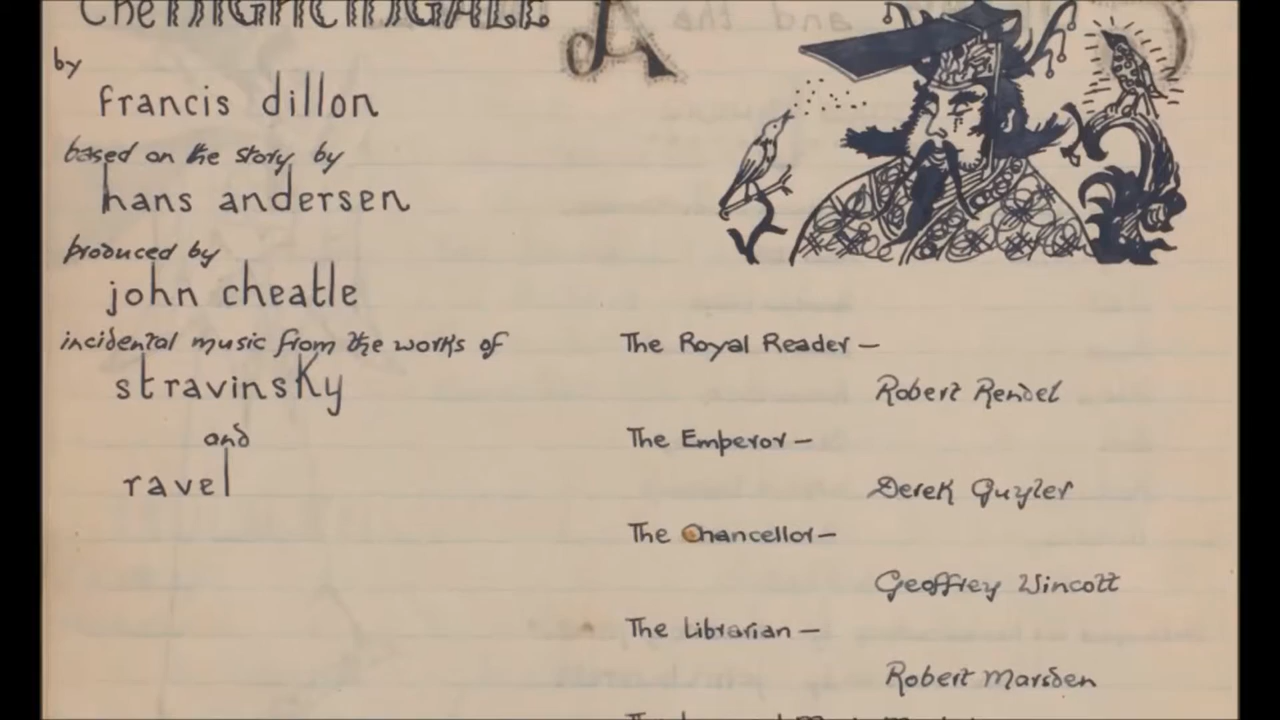 the NIGHTINGALE
by
francis dillon
based on the story by
hans andersen
produced by
john cheatle
incidental music from the works of
stravinsky
and
ravel
The Royal Reader —
Robert Rendel
The Emperor —
Derek Guyler
The Chancellor —
Geoffrey Wincott
The Librarian —
Robert Marsden